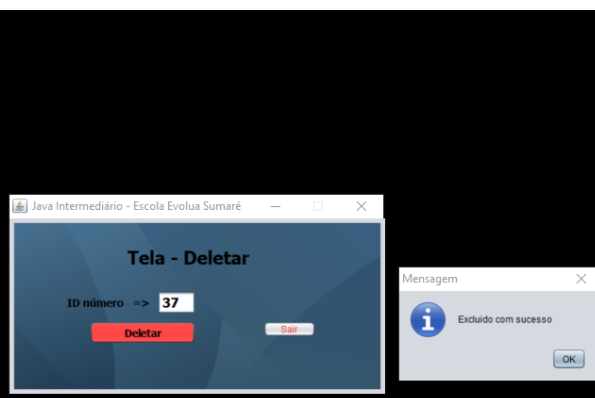 Java Intermediário - Escola Evolua Sumaré
Tela - Deletar
ID número => 37
Deletar
Sair
Mensagem
Excluido com sucesso
OK